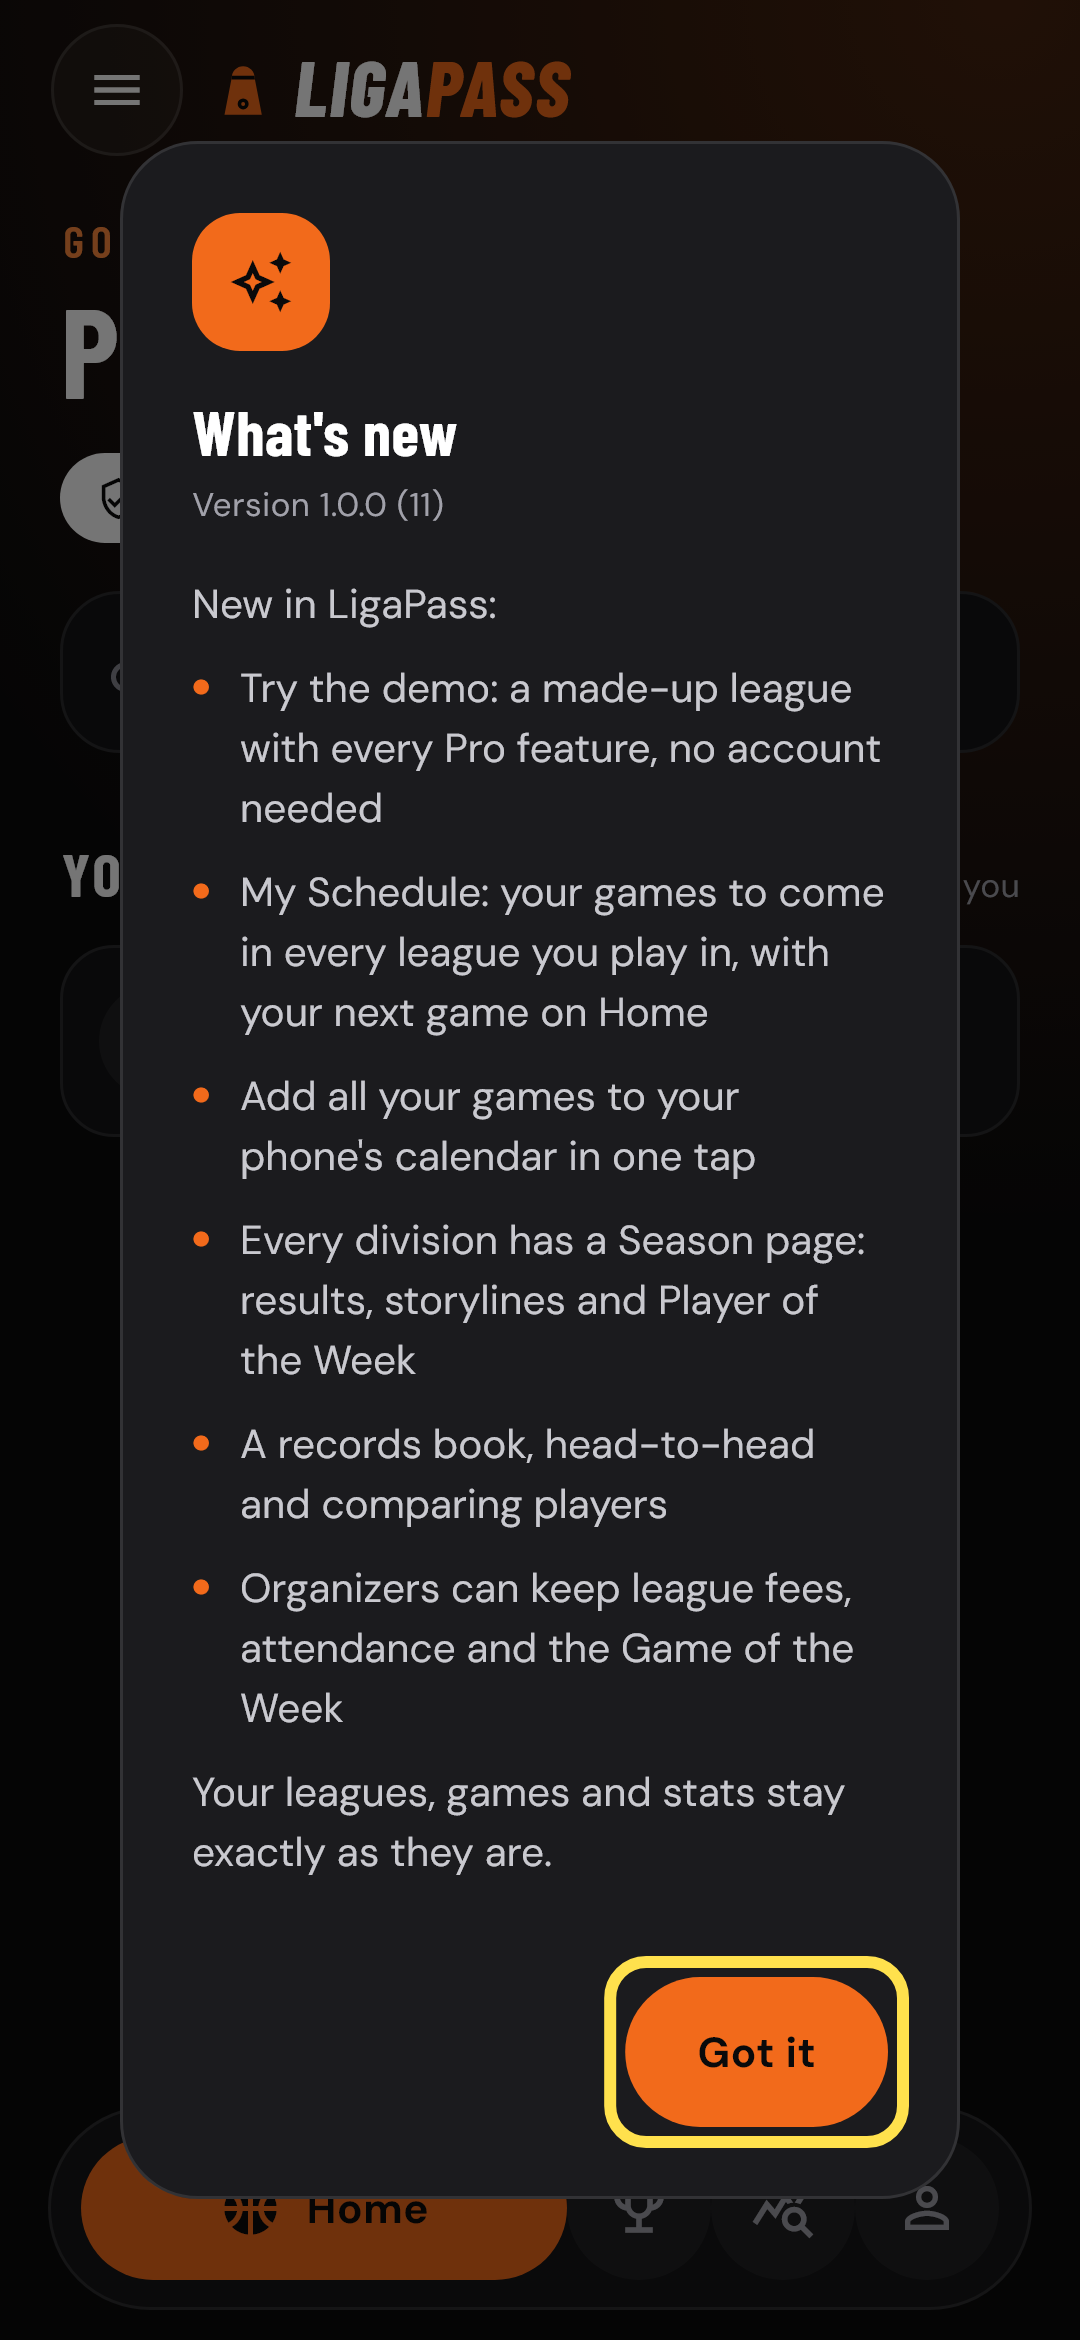 LIGAPASS
GO
P
What's new
Version 1.0.0 (11)
New in LigaPass:
Try the demo: a made-up league
with every Pro feature, no account
needed
YO
you
My Schedule: your games to come
in every league you play in, with
your next game on Home
Add all your games to your
phone's calendar in one tap
Every division has a Season page:
results, storylines and Player of
the Week
A records book, head-to-head
and comparing players
Organizers can keep league fees,
attendance and the Game of the
Week
Your leagues, games and stats stay
exactly as they are.
Got it
Home